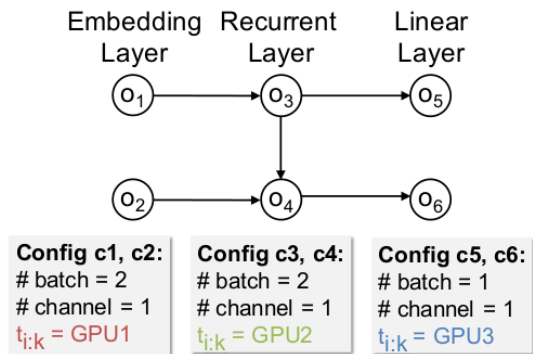 Embedding Layer
Recurrent Layer
Linear Layer
o1
o3
o5
o2
o4
o6
Config c1, c2:
# batch = 2
# channel = 1
ti:k = GPU1
Config c3, c4:
# batch = 2
# channel = 1
ti:k = GPU2
Config c5, c6:
# batch = 1
# channel = 1
ti:k = GPU3